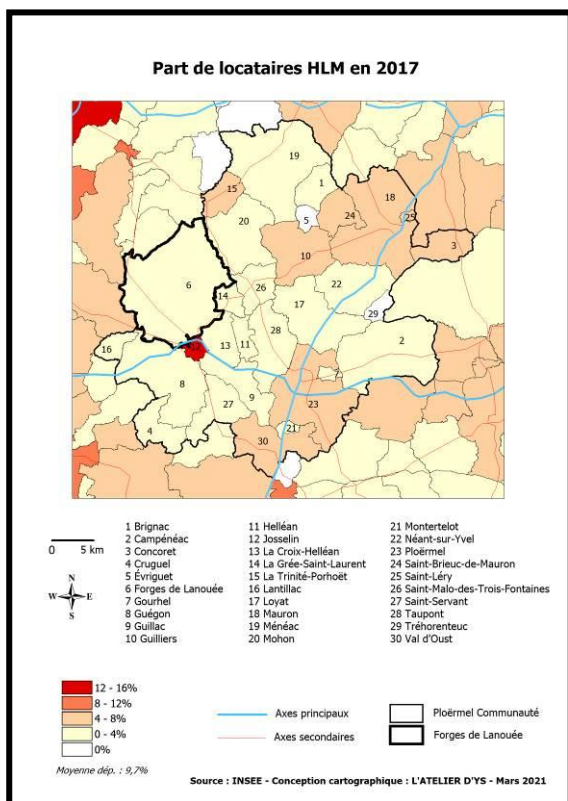 Part de locataires HLM en 2017
19
1
18
15
5
24
25
20
3
10
6
26
22
14
17
29
28
2
13
11
12
16
8
9
27
23
4
21
30
0 5 km
N
W E
S
1 Brignac
2 Campénéac
3 Concoret
4 Cruguel
5 Évriguet
6 Forges de Lanouée
7 Gourhel
8 Guégon
9 Guillac
10 Guilliers
11 Helléan
12 Josselin
13 La Croix-Helléan
14 La Grée-Saint-Laurent
15 La Trinité-Porhoët
16 Lantillac
17 Loyat
18 Mauron
19 Ménéac
20 Mohon
21 Montertelot
22 Néant-sur-Yvel
23 Ploërmel
24 Saint-Brieuc-de-Mauron
25 Saint-Léry
26 Saint-Malo-des-Trois-Fontaines
27 Saint-Servant
28 Taupont
29 Tréhorenteuc
30 Val d'Oust
12 - 16%
8 - 12%
4 - 8%
0 - 4%
0%
Moyenne dép. : 9,7%
Axes principaux
Axes secondaires
Ploërmel Communauté
Forges de Lanouée
Source : INSEE - Conception cartographique : L'ATELIER D'YS - Mars 2021